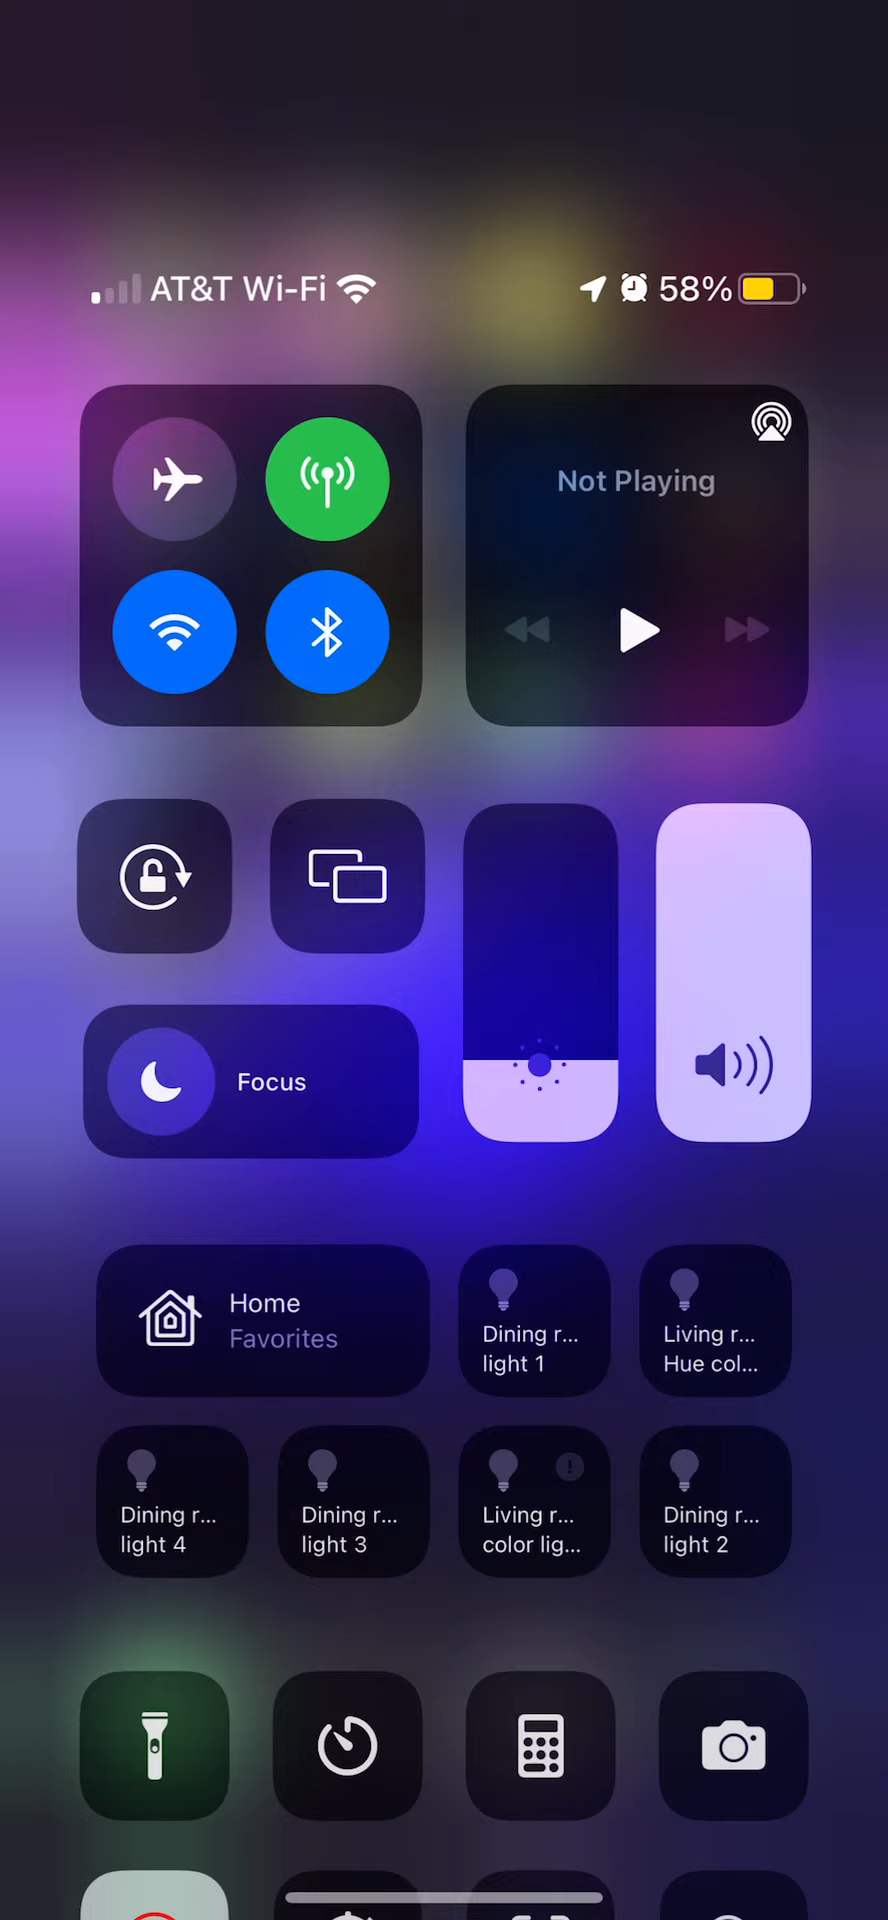 AT&T Wi-Fi 58%
Not Playing
Focus
Home
Favorites
Dining r...
light 1
Living r...
Hue col...
Dining r...
light 4
Dining r...
light 3
Living r...
color lig...
Dining r...
light 2